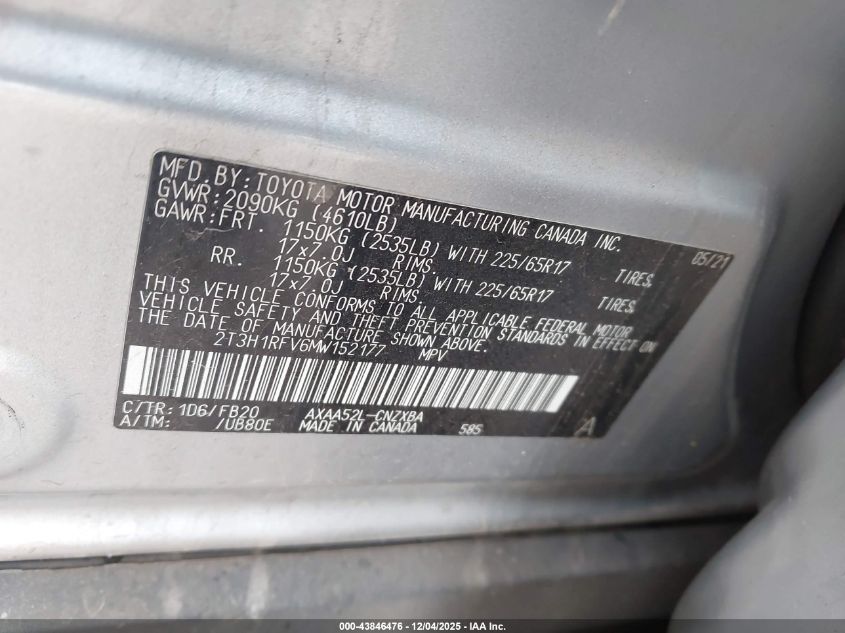 MFD.BY:TOYOTA MOTOR MANUFACTURING CANADA INC.
GVWR:2090KG (4610LB) 05/21
GAWR:FRT. 1150KG (2535LB) WITH 225/65R17 TIRES,
17x7.0J RIMS,
RR. 1150KG (2535LB) WITH 225/65R17 TIRES,
17x7.0J RIMS,
THIS VEHICLE CONFORMS TO ALL APPLICABLE FEDERAL MOTOR
VEHICLE SAFETY AND THEFT PREVENTION STANDARDS IN EFFECT ON
THE DATE OF MANUFACTURE SHOWN ABOVE.
2T3H1RFV6MW152177 MPV
C/TR: 1D6/FB20 AXAA52L-CNZXBA
A/TM: /UB80E MADE IN CANADA 585 A
000-43846476 - 12/04/2025 - IAA Inc.